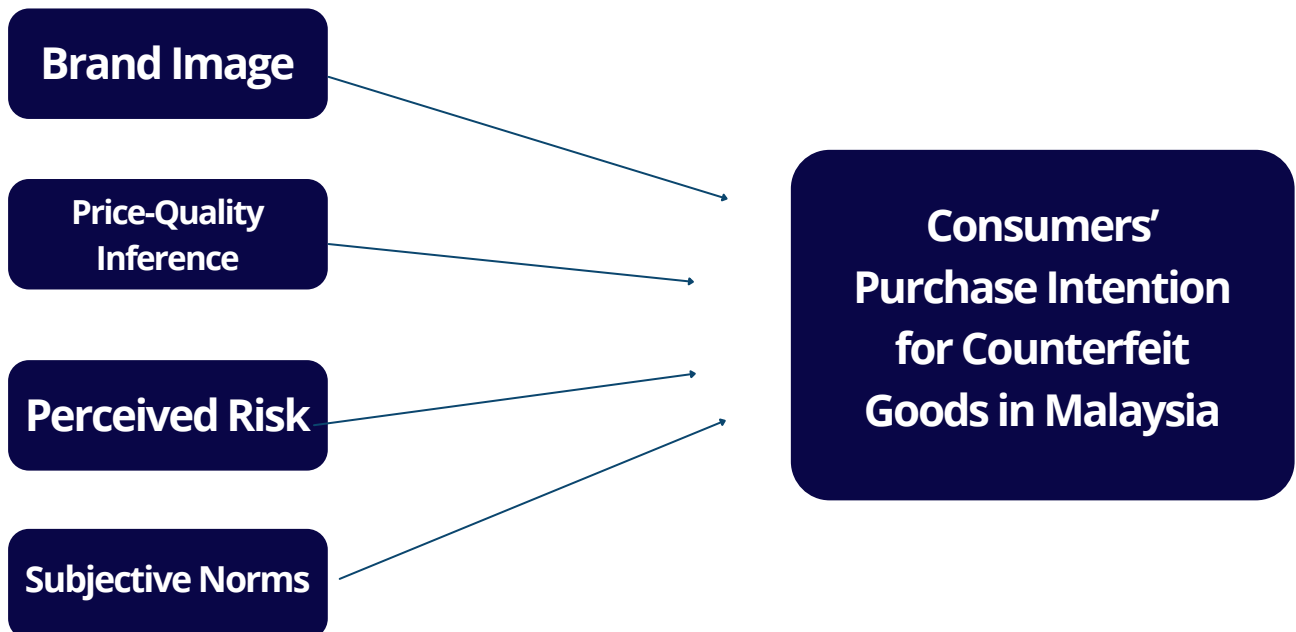 Brand Image
Price-Quality
Inference
Perceived Risk
Subjective Norms
Consumers’
Purchase Intention
for Counterfeit
Goods in Malaysia